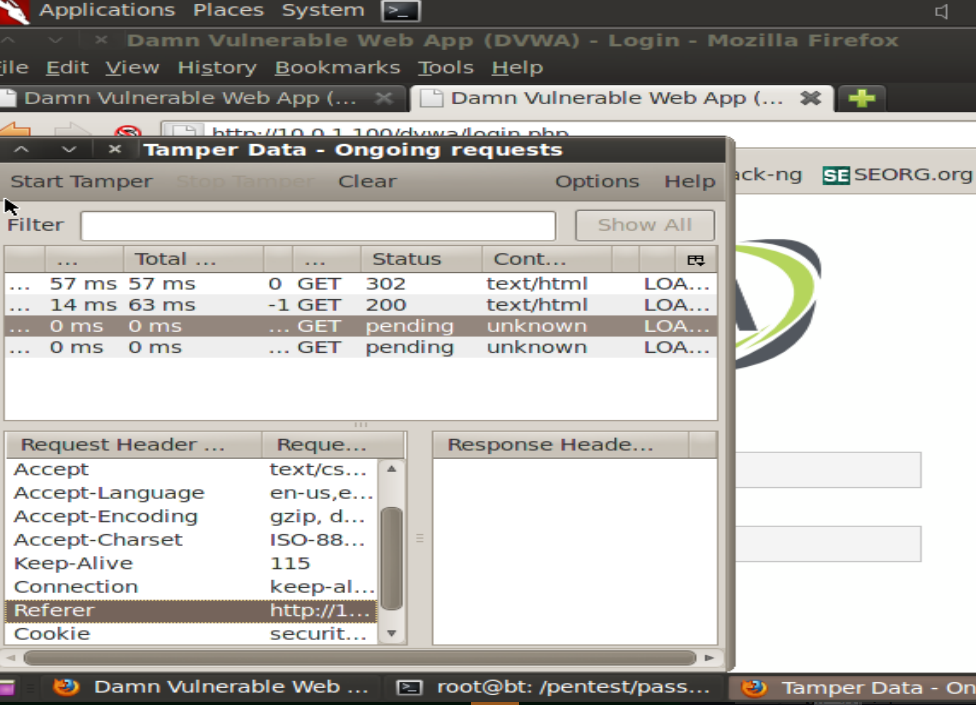 Applications Places System
Damn Vulnerable Web App (DVWA) - Login - Mozilla Firefox
ile Edit View History Bookmarks Tools Help
Damn Vulnerable Web App (... Damn Vulnerable Web App (...
http://10.0.1.100/dvwa/login.php
Tamper Data - Ongoing requests
Start Tamper Stop Tamper Clear Options Help
ack-ng SE SEORG.org
Filter Show All
... Total ... ... Status Cont...
... 57 ms 57 ms 0 GET 302 text/html LOA...
... 14 ms 63 ms -1 GET 200 text/html LOA...
... 0 ms 0 ms ... GET pending unknown LOA...
... 0 ms 0 ms ... GET pending unknown LOA...
Request Header ... Reque... Response Heade...
Accept text/cs...
Accept-Language en-us,e...
Accept-Encoding gzip, d...
Accept-Charset ISO-88...
Keep-Alive 115
Connection keep-al...
Referer http://1...
Cookie securit...
Damn Vulnerable Web ... root@bt: /pentest/pass... Tamper Data - On